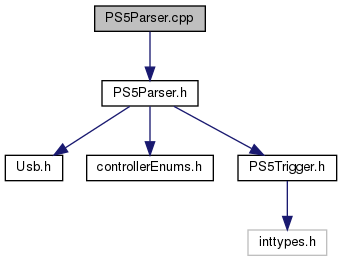 PS5Parser.cpp
PS5Parser.h
Usb.h
controllerEnums.h
PS5Trigger.h
inttypes.h